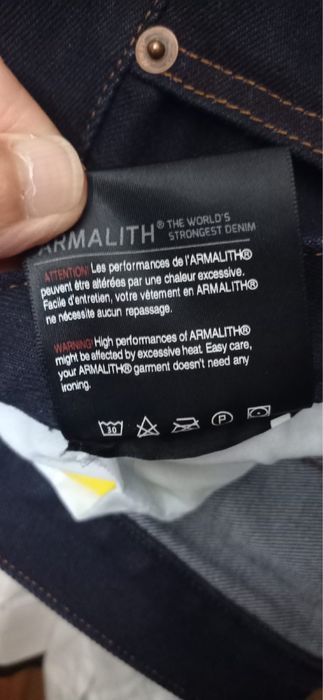 ARMALITH® THE WORLD'S
STRONGEST DENIM
ATTENTION! Les performances de l'ARMALITH®
peuvent être altérées par une chaleur excessive.
Facile d'entretien, votre vêtement en ARMALITH®
ne nécessite aucun repassage.
WARNING! High performances of ARMALITH®
might be affected by excessive heat. Easy care,
your ARMALITH® garment doesn't need any
ironing.
30 P